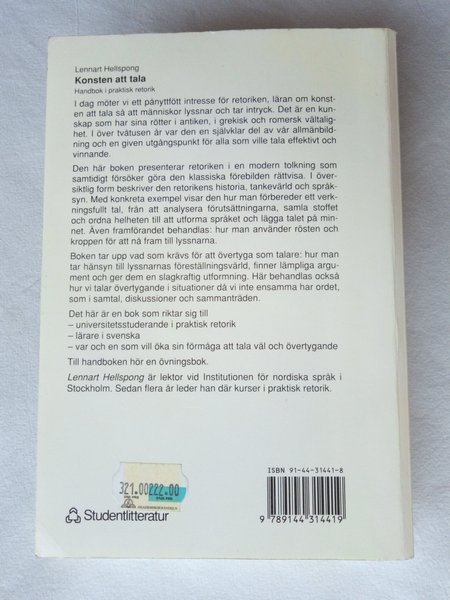 Lennart Hellspong
Konsten att tala
Handbok i praktisk retorik
I dag möter vi ett pånyttfött intresse för retoriken, läran om konst-
en att tala så att människor lyssnar och tar intryck. Det är en kun-
skap som har sina rötter i antiken, i grekisk och romersk vältalig-
het. I över tvåtusen år var den en självklar del av vår allmänbild-
ning och en given utgångspunkt för alla som ville tala effektivt och
vinnande.
Den här boken presenterar retoriken i en modern tolkning som
samtidigt försöker göra den klassiska förebilden rättvisa. I över-
siktlig form beskriver den retorikens historia, tankevärld och språk-
syn. Med konkreta exempel visar den hur man förbereder ett verk-
ningsfullt tal, från att analysera förutsättningarna, samla stoffet
och ordna helheten till att utforma språket och lägga talet på min-
net. Även framförandet behandlas: hur man använder rösten och
kroppen för att nå fram till lyssnarna.
Boken tar upp vad som krävs för att övertyga som talare: hur man
tar hänsyn till lyssnarnas föreställningsvärld, finner lämpliga argu-
ment och ger dem en slagkraftig utformning. Här behandlas också
hur vi talar övertygande i situationer då vi inte ensamma har ordet,
som i samtal, diskussioner och sammanträden.
Det här är en bok som riktar sig till
– universitetsstuderande i praktisk retorik
– lärare i svenska
– var och en som vill öka sin förmåga att tala väl och övertygande
Till handboken hör en övningsbok.
Lennart Hellspong är lektor vid Institutionen för nordiska språk i
Stockholm. Sedan flera år leder han där kurser i praktisk retorik.
ISBN 91-44-31441-8
321.00222.00
Studentlitteratur
9 789144 314419